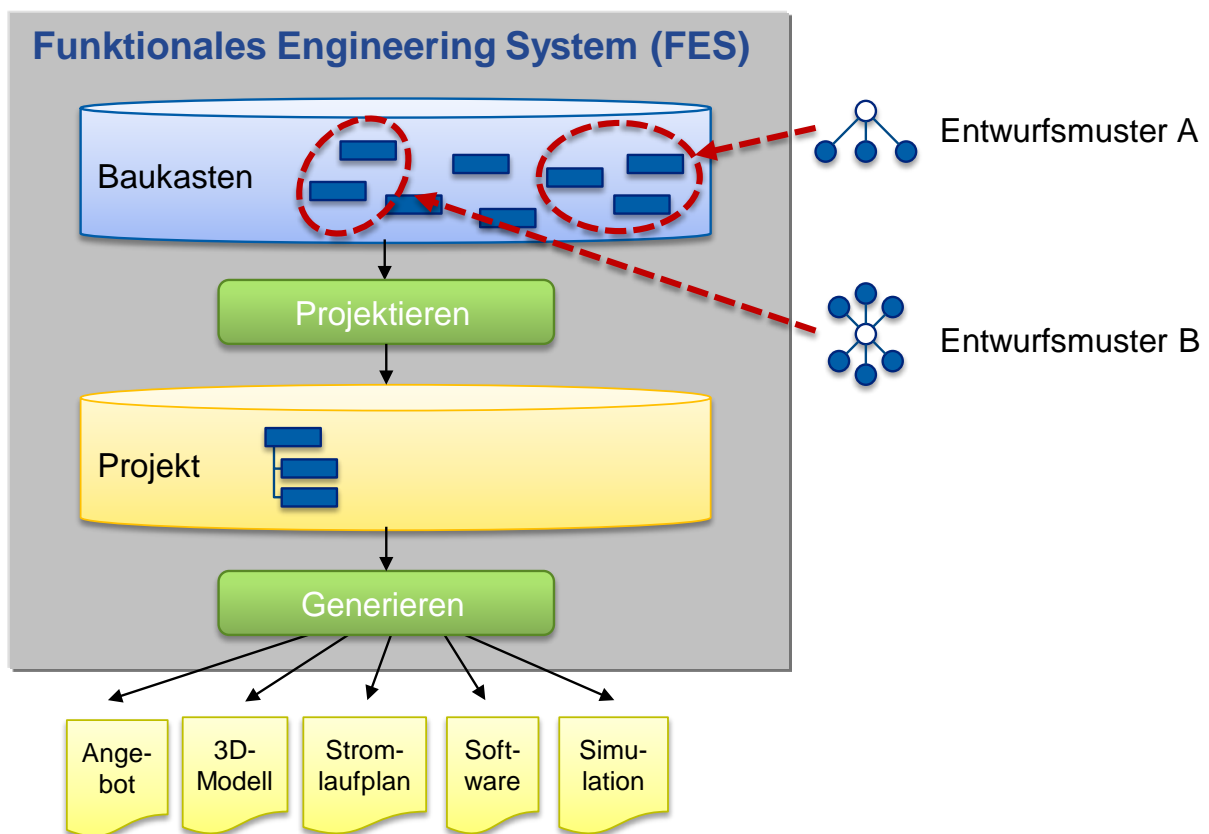 Funktionales Engineering System (FES)
Baukasten
Entwurfsmuster A
Projektieren
Entwurfsmuster B
Projekt
Generieren
Ange-
bot
3D-
Modell
Strom-
laufplan
Soft-
ware
Simu-
lation